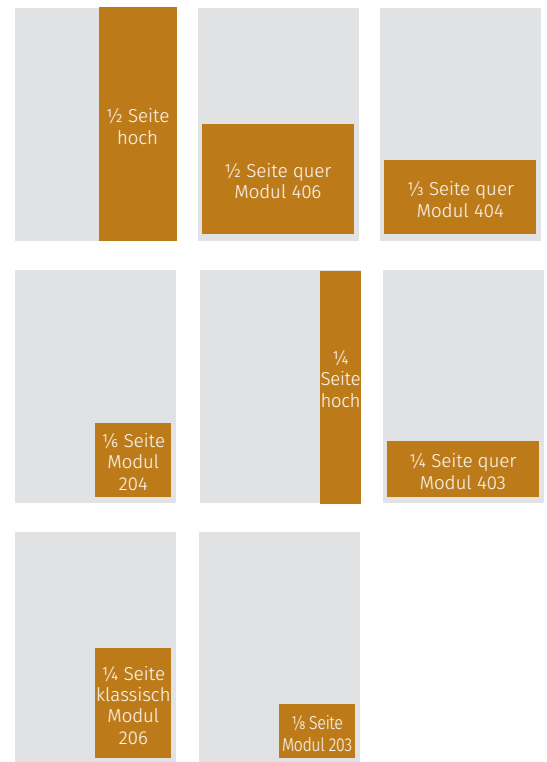 ½ Seite
hoch
½ Seite quer
Modul 406
⅓ Seite quer
Modul 404
⅙ Seite
Modul
204
¼
Seite
hoch
¼ Seite quer
Modul 403
¼ Seite
klassisch
Modul
206
⅛ Seite
Modul 203